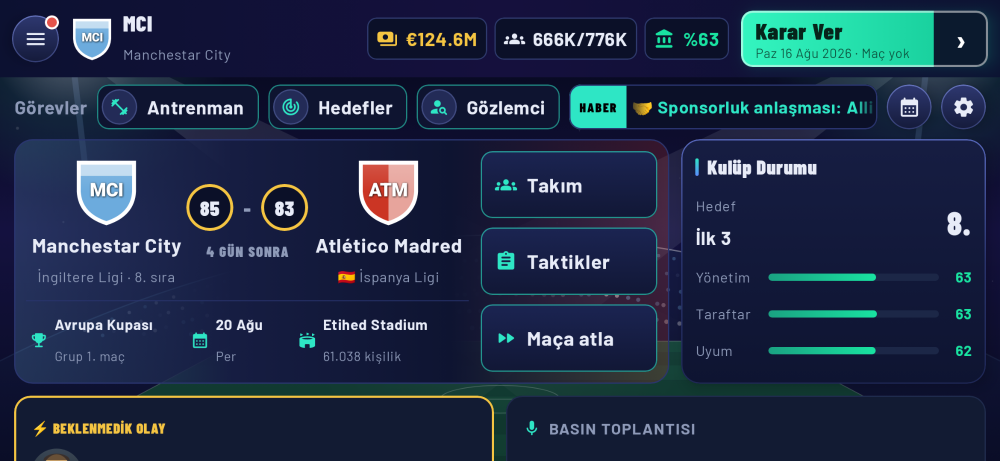 MCI
MCI
Manchestar City
€124.6M
666K/776K
%63
Karar Ver
Paz 16 Ağu 2026 · Maç yok
Görevler
Antrenman
Hedefler
Gözlemci
HABER
🤝 Sponsorluk anlaşması: Alli
MCI
85 - 83
ATM
4 GÜN SONRA
Manchestar City
Atlético Madred
İngiltere Ligi · 8. sıra
🇪🇸 İspanya Ligi
Avrupa Kupası
Grup 1. maç
20 Ağu
Per
Etihed Stadium
61.038 kişilik
Takım
Taktikler
Maça atla
Kulüp Durumu
Hedef
İlk 3
8.
Yönetim 63
Taraftar 63
Uyum 62
⚡ BEKLENMEDİK OLAY
BASIN TOPLANTISI